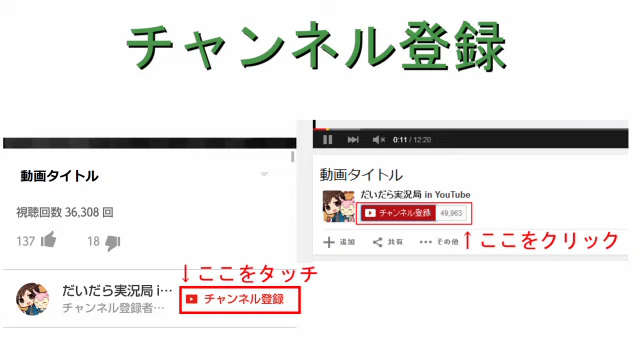 チャンネル登録
動画タイトル
視聴回数 36,308 回
137 18
↓ここをタッチ
だいだら実況局 i…
チャンネル登録者…
チャンネル登録
0:11 / 12:20
動画タイトル
だいだら実況局 in YouTube
チャンネル登録 49,963
追加 共有 その他
↑ここをクリック